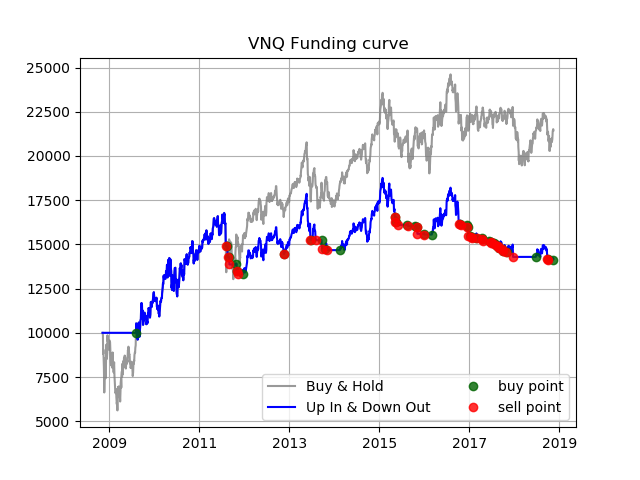 VNQ Funding curve
25000
22500
20000
17500
15000
12500
10000
7500
5000
Buy & Hold
Up In & Down Out
buy point
sell point
2009 2011 2013 2015 2017 2019